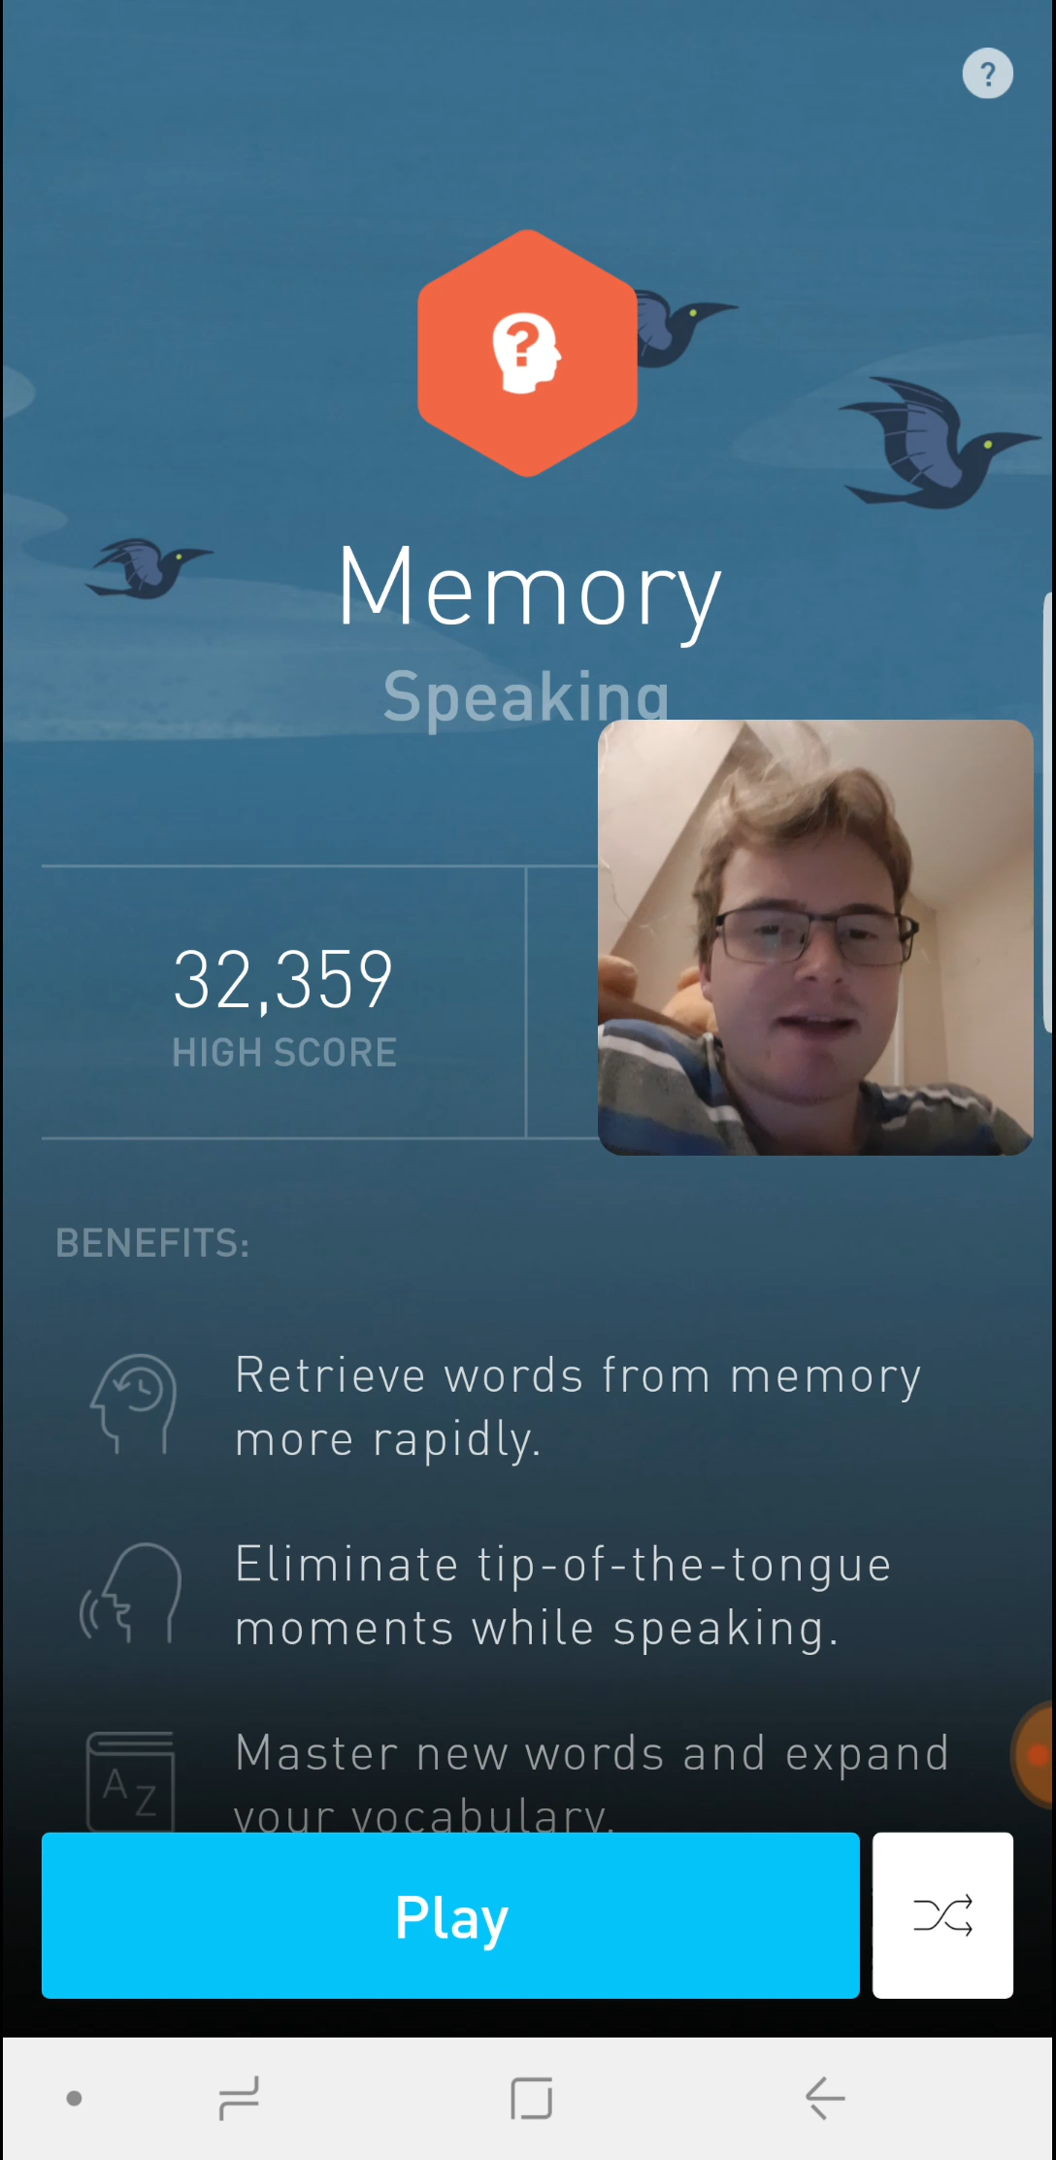 ?
?
Memory
Speaking
32,359
HIGH SCORE
BENEFITS:
Retrieve words from memory
more rapidly.
Eliminate tip-of-the-tongue
moments while speaking.
Master new words and expand
your vocabulary.
A Z
Play